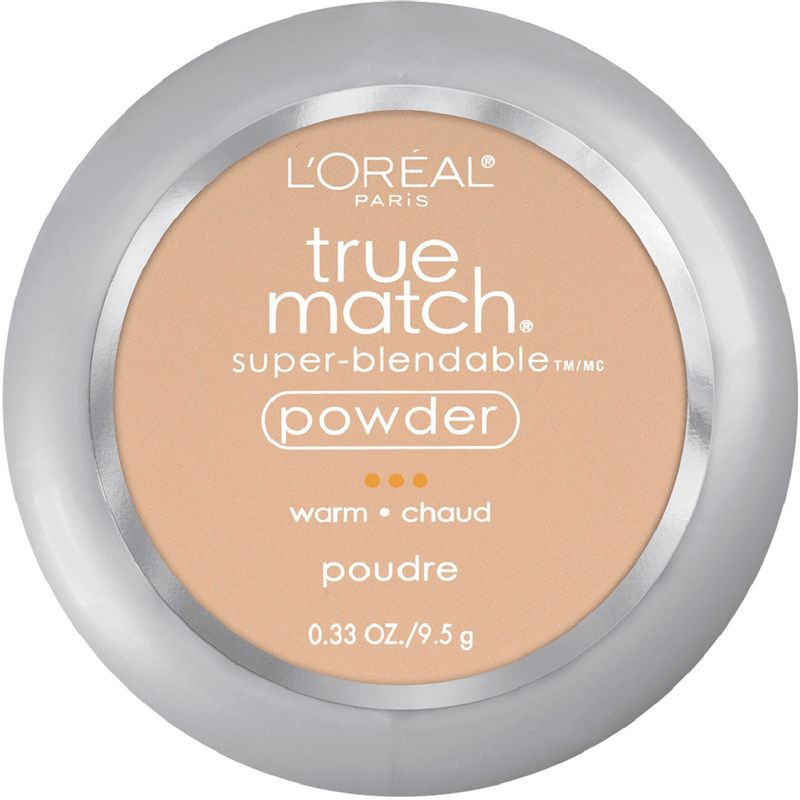 L'ORÉAL®
PARiS
true
match®
super-blendable TM/MC
powder
warm • chaud
poudre
0.33 OZ./9.5 g